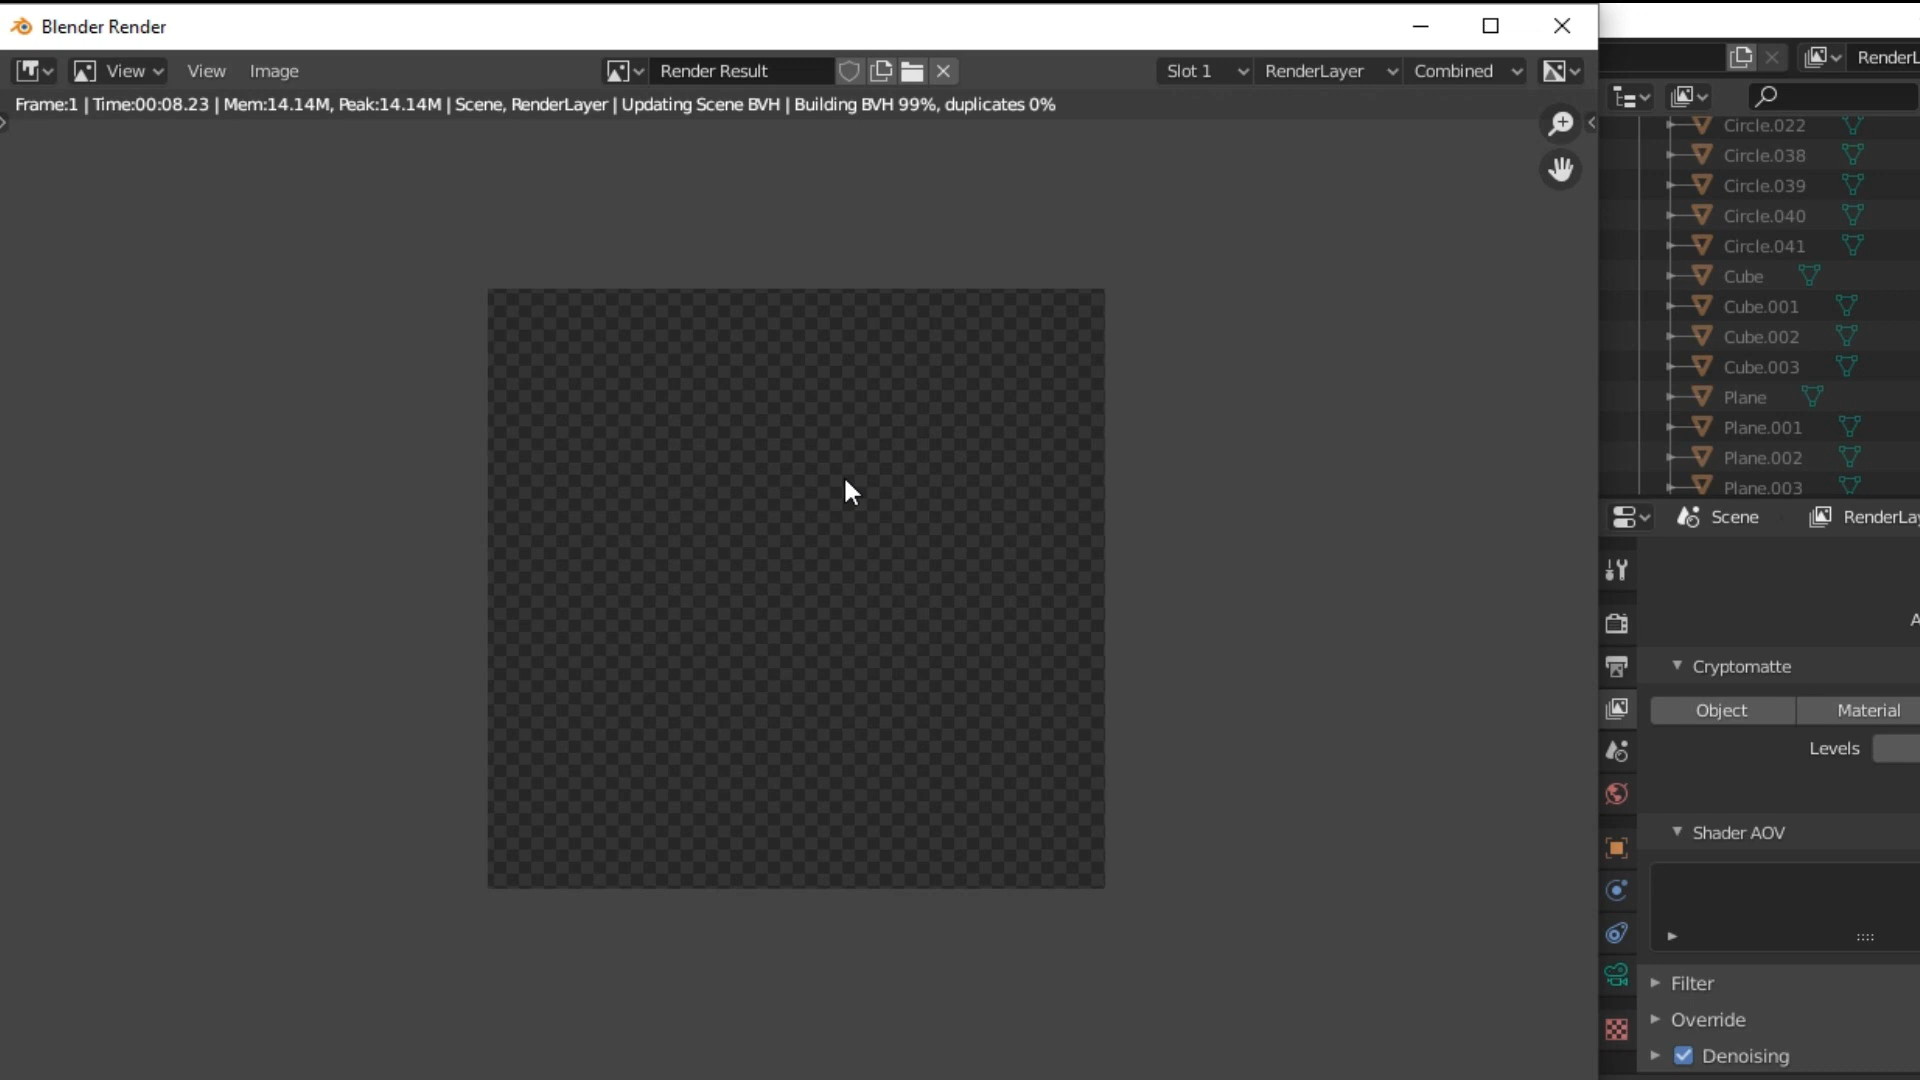 Blender Render
View View Image Render Result Slot 1 RenderLayer Combined
Frame:1 | Time:00:08.23 | Mem:14.14M, Peak:14.14M | Scene, RenderLayer | Updating Scene BVH | Building BVH 99%, duplicates 0%
RenderL
Circle.022
Circle.038
Circle.039
Circle.040
Circle.041
Cube
Cube.001
Cube.002
Cube.003
Plane
Plane.001
Plane.002
Plane.003
Scene RenderLay
A
Cryptomatte
Object Material
Levels
Shader AOV
Filter
Override
Denoising